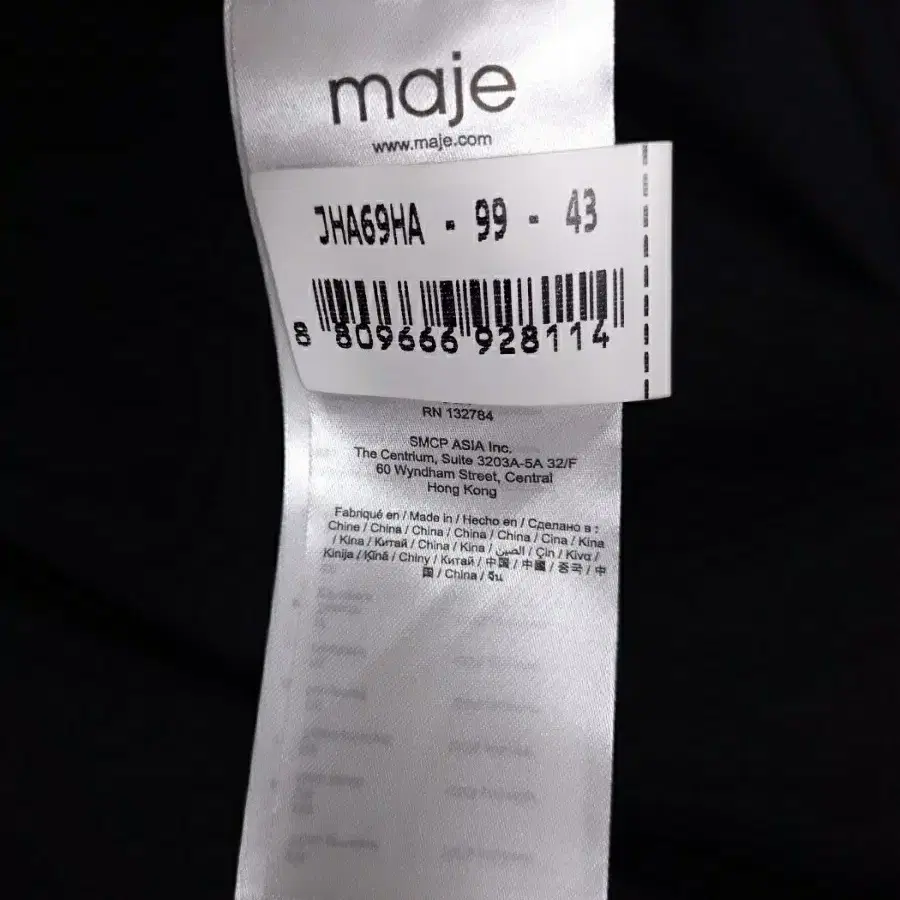 maje
www.maje.com
JHA69HA - 99 - 43
8 809666 928114
RN 132784
SMCP ASIA Inc.
The Centrium, Suite 3203A-5A 32/F
60 Wyndham Street, Central
Hong Kong
Fabriqué en / Made in / Hecho en / Сделано в :
Chine / China / China / China / China / Cina / Kina
/ Kina / Китай / China / Kina / الصين / Çin / Κίνα /
Kinija / Ķīnā / Chiny / Китай / 中国 / 中國 / 중국 / 中
国 / China / จีน